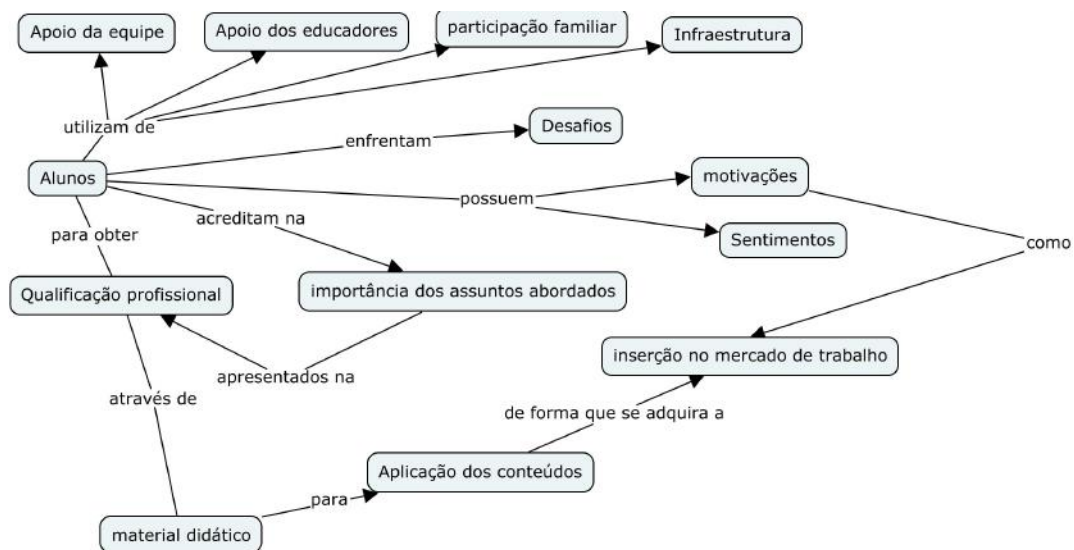 Apoio da equipe
Apoio dos educadores
participação familiar
Infraestrutura
utilizam de
Desafios
enfrentam
Alunos
motivações
possuem
acreditam na
para obter
Sentimentos
como
Qualificação profissional
importância dos assuntos abordados
inserção no mercado de trabalho
apresentados na
através de
de forma que se adquira a
Aplicação dos conteúdos
para
material didático